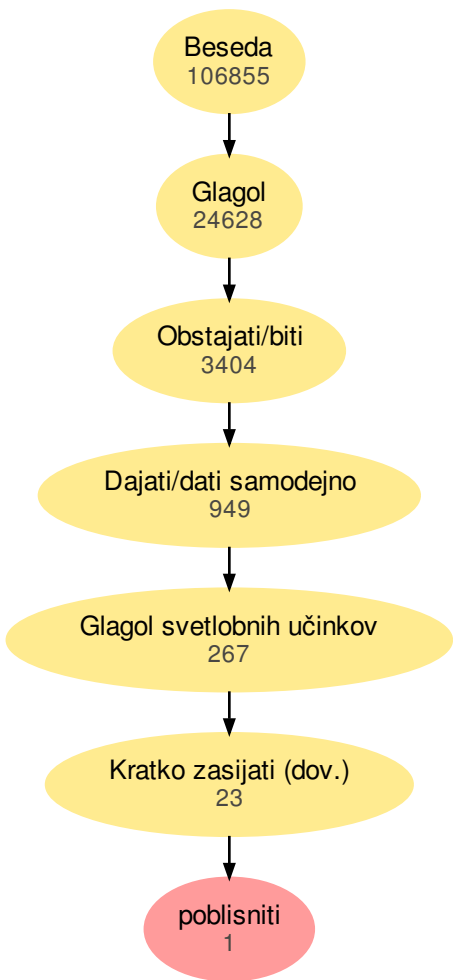 Beseda
106855
Glagol
24628
Obstajati/biti
3404
Dajati/dati samodejno
949
Glagol svetlobnih učinkov
267
Kratko zasijati (dov.)
23
poblisniti
1